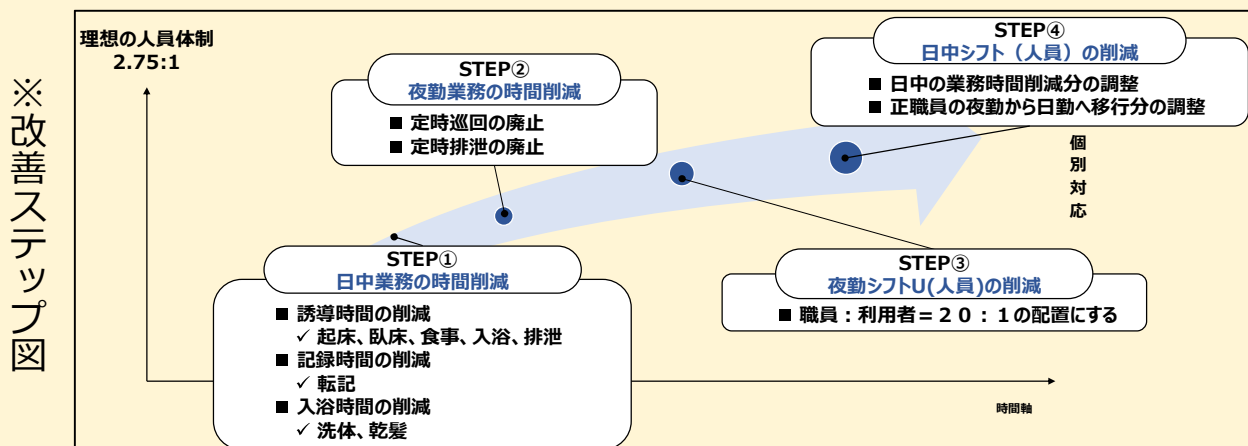 ※改善ステップ図
理想の人員体制
2.75:1
STEP①
日中業務の時間削減
■ 誘導時間の削減
✓ 起床、臥床、食事、入浴、排泄
■ 記録時間の削減
✓ 転記
■ 入浴時間の削減
✓ 洗体、乾髪
STEP②
夜勤業務の時間削減
■ 定時巡回の廃止
■ 定時排泄の廃止
STEP③
夜勤シフトU(人員)の削減
■ 職員：利用者＝２０：１の配置にする
STEP④
日中シフト（人員）の削減
■ 日中の業務時間削減分の調整
■ 正職員の夜勤から日勤へ移行分の調整
個別対応
時間軸